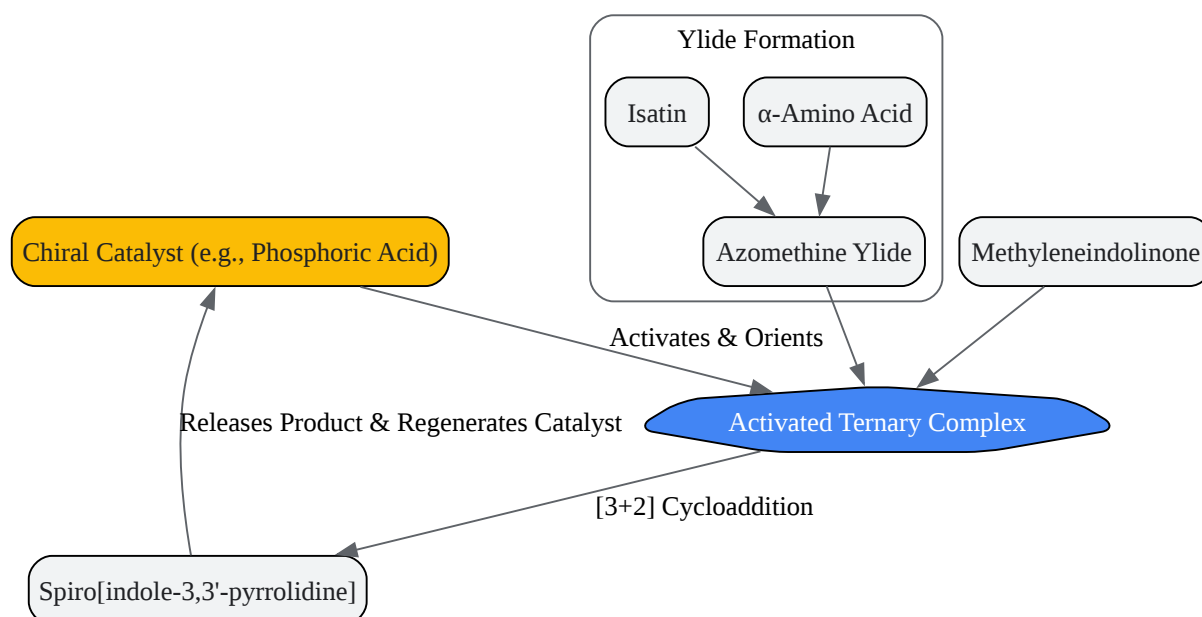 Ylide Formation
Isatin
α-Amino Acid
Chiral Catalyst (e.g., Phosphoric Acid)
Azomethine Ylide
Methyleneindolinone
Activates & Orients
Releases Product & Regenerates Catalyst
Activated Ternary Complex
[3+2] Cycloaddition
Spiro[indole-3,3'-pyrrolidine]